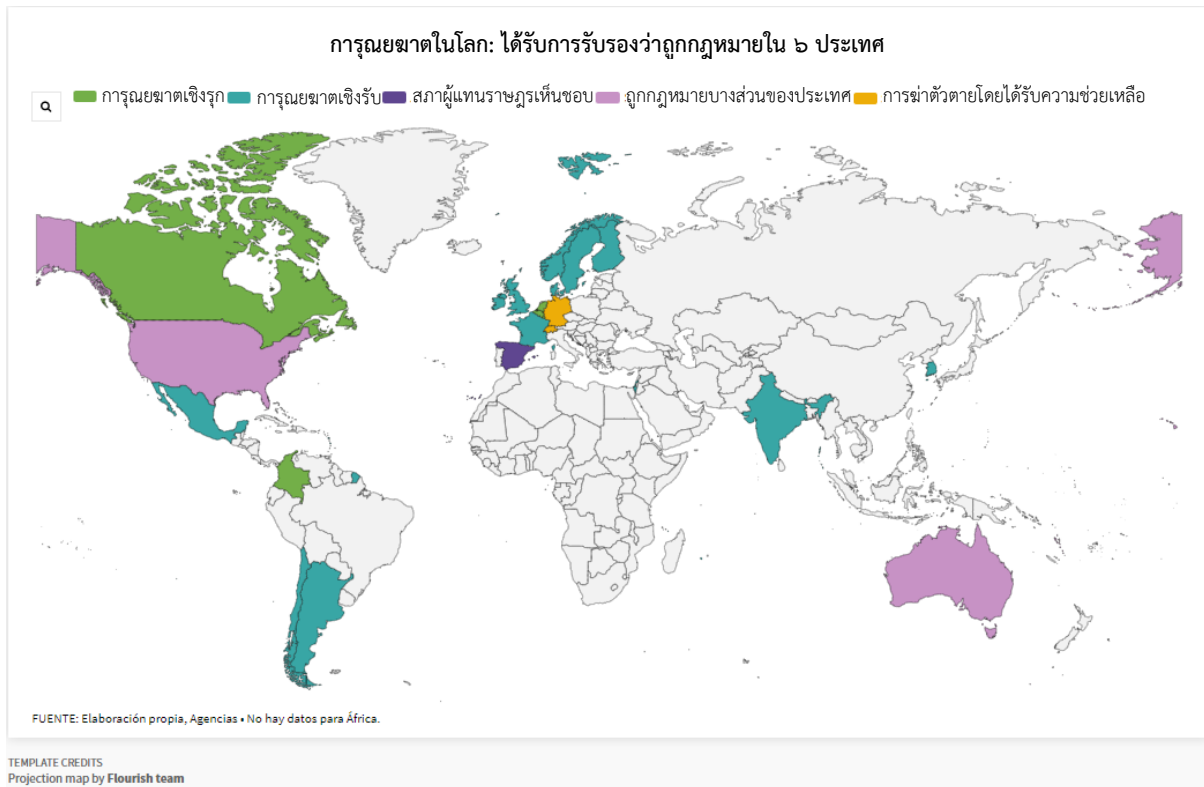 การุณยฆาตในโลก: ได้รับการรับรองว่าถูกกฎหมายใน ๖ ประเทศ
การุณยฆาตเชิงรุก การุณยฆาตเชิงรับ สภาผู้แทนราษฎรเห็นชอบ ถูกกฎหมายบางส่วนของประเทศ การฆ่าตัวตายโดยได้รับความช่วยเหลือ
FUENTE: Elaboración propia, Agencias • No hay datos para África.
TEMPLATE CREDITS
Projection map by Flourish team